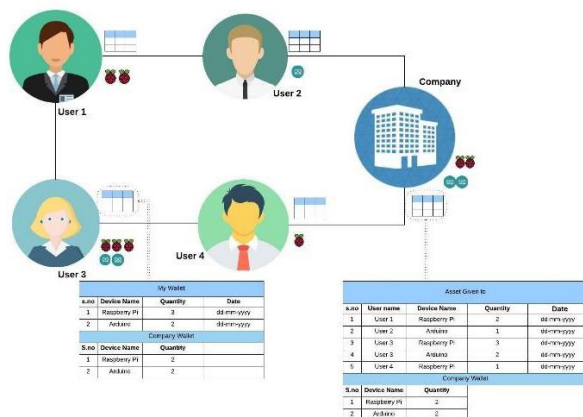 User 1
User 2
Company
User 3
User 4
My Wallet
s.no Device Name Quantity Date
1 Raspberry Pi 3 dd-mm-yyyy
2 Arduino 2 dd-mm-yyyy
Company Wallet
S.no Device Name Quantity
1 Raspberry Pi 2
2 Arduino 2
Asset Given to
s.no User name Device Name Quantity Date
1 User 1 Raspberry Pi 2 dd-mm-yyyy
2 User 2 Arduino 1 dd-mm-yyyy
3 User 3 Raspberry Pi 3 dd-mm-yyyy
4 User 3 Arduino 2 dd-mm-yyyy
5 User 4 Raspberry Pi 1 dd-mm-yyyy
Company Wallet
S.no Device Name Quantity
1 Raspberry Pi 2
2 Arduino 2